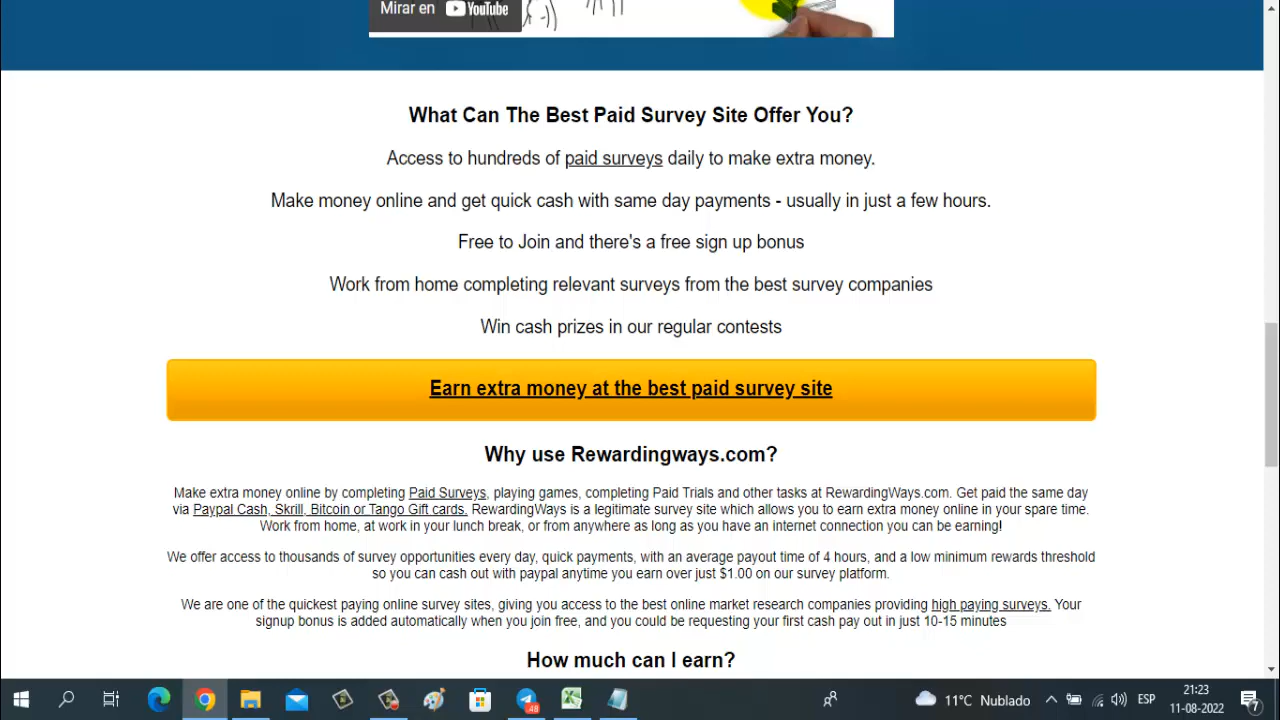 Mirar en YouTube
What Can The Best Paid Survey Site Offer You?
Access to hundreds of paid surveys daily to make extra money.
Make money online and get quick cash with same day payments - usually in just a few hours.
Free to Join and there's a free sign up bonus
Work from home completing relevant surveys from the best survey companies
Win cash prizes in our regular contests
Earn extra money at the best paid survey site
Why use Rewardingways.com?
Make extra money online by completing Paid Surveys, playing games, completing Paid Trials and other tasks at RewardingWays.com. Get paid the same day
via Paypal Cash, Skrill, Bitcoin or Tango Gift cards. RewardingWays is a legitimate survey site which allows you to earn extra money online in your spare time.
Work from home, at work in your lunch break, or from anywhere as long as you have an internet connection you can be earning!
We offer access to thousands of survey opportunities every day, quick payments, with an average payout time of 4 hours, and a low minimum rewards threshold
so you can cash out with paypal anytime you earn over just $1.00 on our survey platform.
We are one of the quickest paying online survey sites, giving you access to the best online market research companies providing high paying surveys. Your
signup bonus is added automatically when you join free, and you could be requesting your first cash pay out in just 10-15 minutes
How much can I earn?
48
11°C Nublado
ESP
21:23
11-08-2022
7